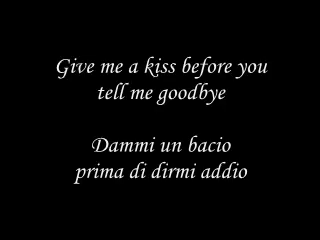 Give me a kiss before you
tell me goodbye
Dammi un bacio
prima di dirmi addio